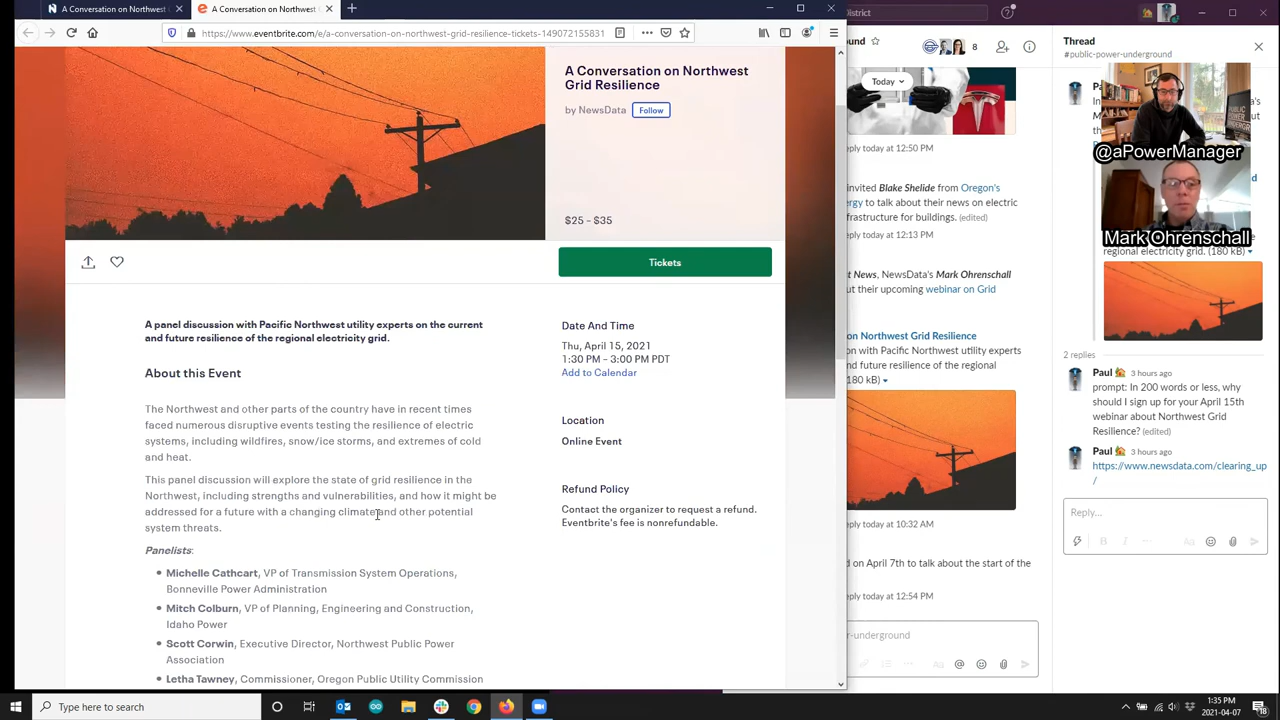 A Conversation on Northwest
A Conversation on Northwest
https://www.eventbrite.com/e/a-conversation-on-northwest-grid-resilience-tickets-149072155831
A Conversation on Northwest
Grid Resilience
by NewsData
Follow
$25 – $35
Tickets
A panel discussion with Pacific Northwest utility experts on the current
and future resilience of the regional electricity grid.
About this Event
The Northwest and other parts of the country have in recent times
faced numerous disruptive events testing the resilience of electric
systems, including wildfires, snow/ice storms, and extremes of cold
and heat.
This panel discussion will explore the state of grid resilience in the
Northwest, including strengths and vulnerabilities, and how it might be
addressed for a future with a changing climate and other potential
system threats.
Panelists:
Michelle Cathcart, VP of Transmission System Operations,
Bonneville Power Administration
Mitch Colburn, VP of Planning, Engineering and Construction,
Idaho Power
Scott Corwin, Executive Director, Northwest Public Power
Association
Letha Tawney, Commissioner, Oregon Public Utility Commission
Date And Time
Thu, April 15, 2021
1:30 PM – 3:00 PM PDT
Add to Calendar
Location
Online Event
Refund Policy
Contact the organizer to request a refund.
Eventbrite's fee is nonrefundable.
ound
8
Today
eply today at 12:50 PM
invited Blake Shelide from Oregon's
ergy to talk about their news on electric
frastructure for buildings. (edited)
eply today at 12:13 PM
t News, NewsData's Mark Ohrenschall
out their upcoming webinar on Grid
on Northwest Grid Resilience
on with Pacific Northwest utility experts
and future resilience of the regional
180 kB)
eply today at 10:32 AM
d on April 7th to talk about the start of the
eply today at 12:54 PM
r-underground
Thread
#public-power-underground
PUBLIC
POWER
@aPowerManager
Mark Ohrenschall
regional electricity grid. (180 kB)
2 replies
Paul 3 hours ago
prompt: In 200 words or less, why
should I sign up for your April 15th
webinar about Northwest Grid
Resilience? (edited)
Paul 3 hours ago
https://www.newsdata.com/clearing_up
/
Reply...
Type here to search
1:35 PM
2021-04-07
18